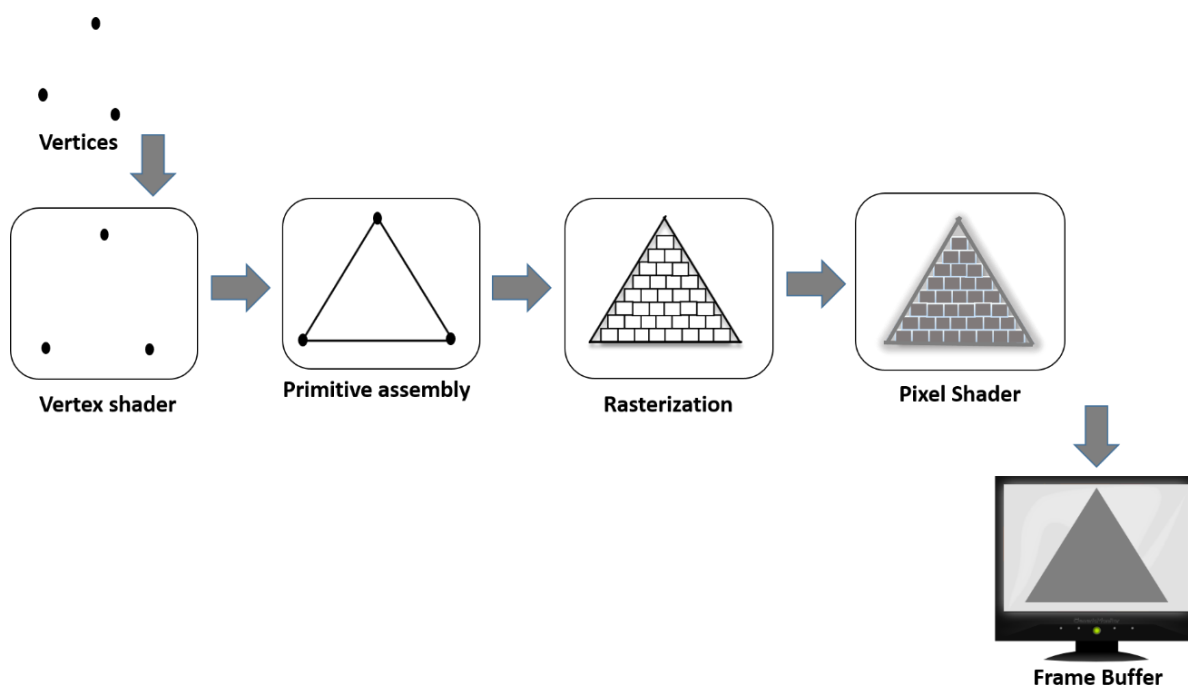 Vertices
Vertex shader
Primitive assembly
Rasterization
Pixel Shader
Frame Buffer